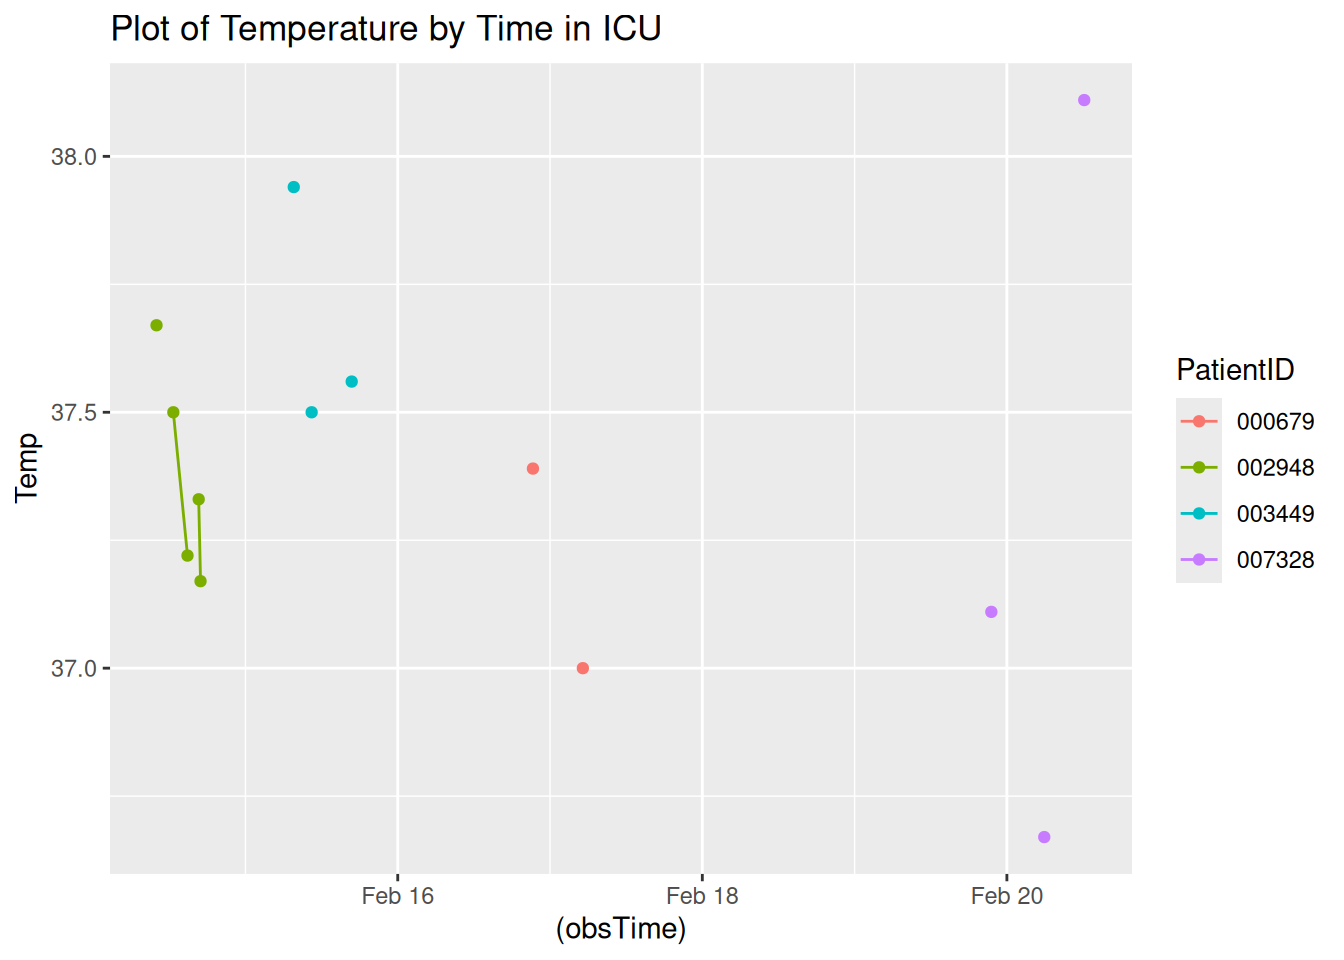 Plot of Temperature by Time in ICU
38.0
37.5
37.0
Temp
Feb 16
Feb 18
Feb 20
(obsTime)
PatientID
000679
002948
003449
007328